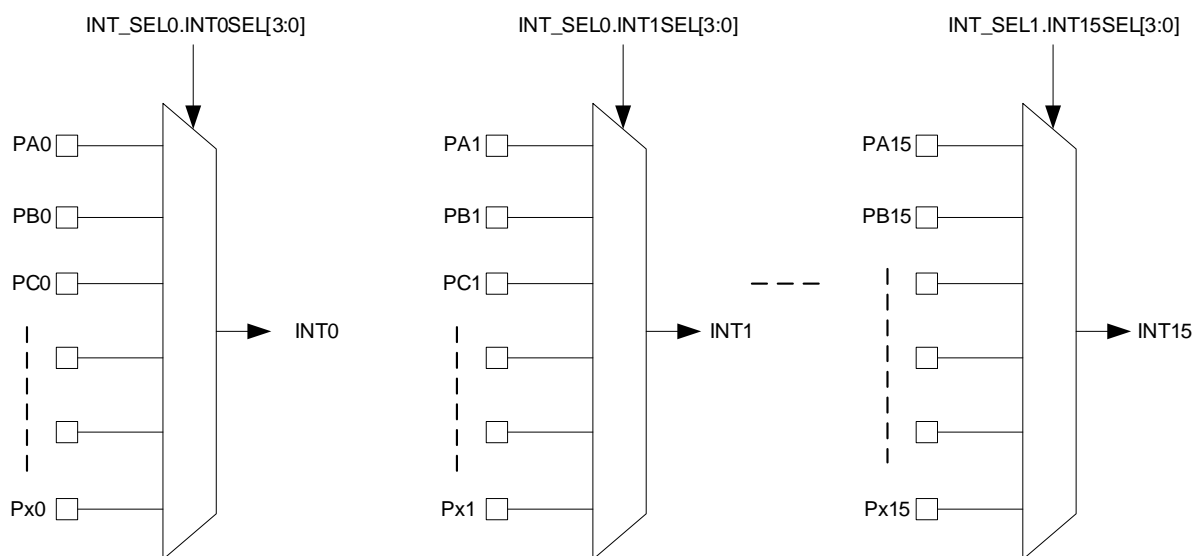 INT_SEL0.INT0SEL[3:0]
INT_SEL0.INT1SEL[3:0]
INT_SEL1.INT15SEL[3:0]
PA0
PB0
PC0
Px0
INT0
PA1
PB1
PC1
Px1
INT1
PA15
PB15
Px15
INT15